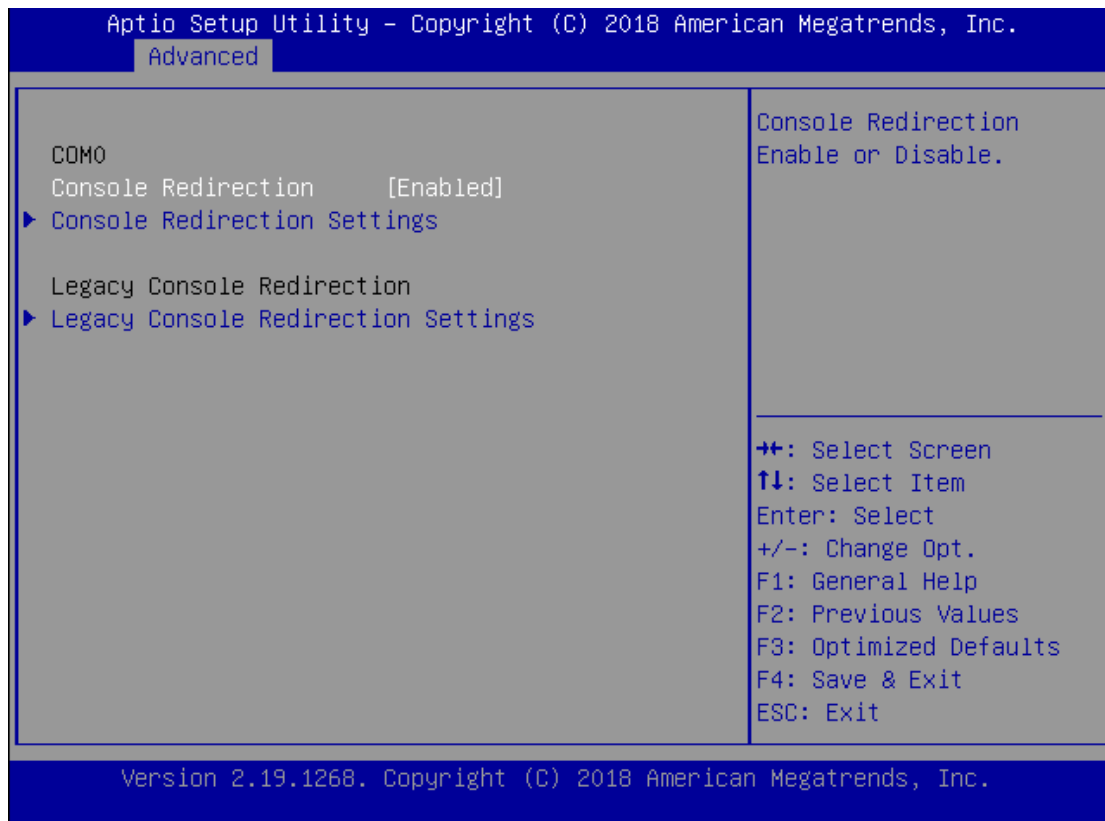 Aptio Setup Utility – Copyright (C) 2018 American Megatrends, Inc.
Advanced
COM0
Console Redirection [Enabled]
Console Redirection Settings
Legacy Console Redirection
Legacy Console Redirection Settings
Console Redirection
Enable or Disable.
→←: Select Screen
↑↓: Select Item
Enter: Select
+/-: Change Opt.
F1: General Help
F2: Previous Values
F3: Optimized Defaults
F4: Save & Exit
ESC: Exit
Version 2.19.1268. Copyright (C) 2018 American Megatrends, Inc.